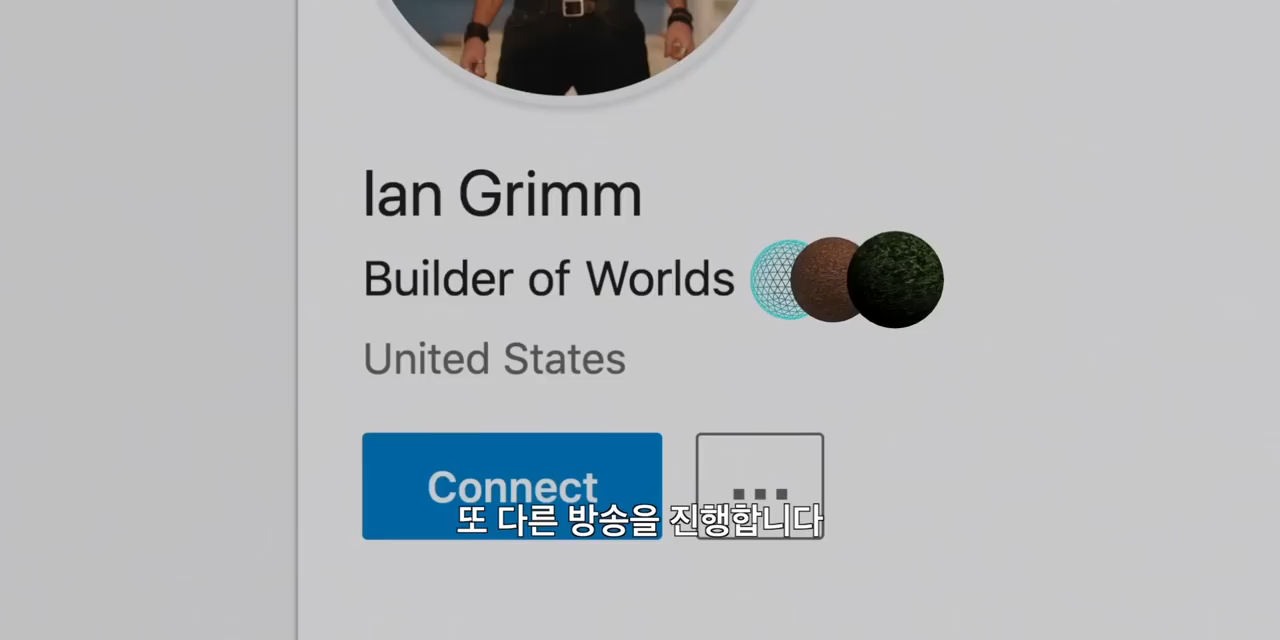 Ian Grimm
Builder of Worlds
United States
Connect
...
또 다른 방송을 진행합니다